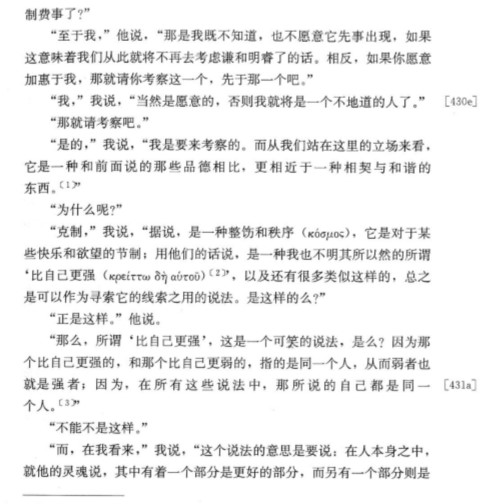 制费事了？”
“至于我，”他说，“那是我既不知道，也不愿意它先事出现，如果
这意味着我们从此就将不再去考虑谦和明睿了的话。相反，如果你愿意
加惠于我，那就请你考察这一个，先于那一个吧。”
“我，”我说，“当然是愿意的，否则我就将是一个不地道的人了。” [430e]
“那就请考察吧。”
“是的，”我说，“我是要来考察的。而从我们站在这里的立场来看，
它是一种和前面说的那些品德相比，更相近于一种相契与和谐的
东西。〔1〕”
“为什么呢？”
“克制，”我说，“据说，是一种整饬和秩序（κόσμος），它是对于某
些快乐和欲望的节制；用他们的话说，是一种我也不明其所以然的所谓
‘比自己更强（κρείττω δὴ αὑτοῦ）〔2〕’，以及还有很多类似这样的，总之
是可以作为寻索它的线索之用的说法。是这样的么？”
“正是这样。”他说。
“那么，所谓‘比自己更强’，这是一个可笑的说法，是么？因为那
个比自己更强的，和那个比自己更弱的，指的是同一个人，从而弱者也
就是强者；因为，在所有这些说法中，那所说的自己都是同一 [431a]
个人。〔3〕”
“不能不是这样。”
“而，在我看来，”我说，“这个说法的意思是要说：在人本身之中，
就他的灵魂说，其中有着一个部分是更好的部分，而另有一个部分则是